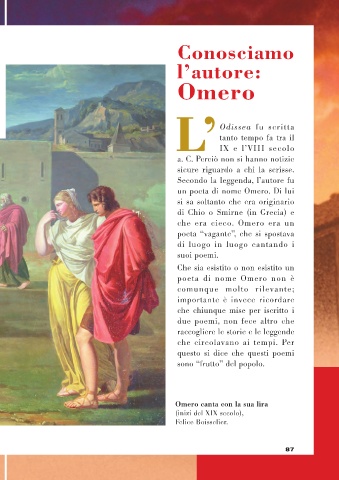 Conosciamo
l'autore:
Omero
L'Odissea fu scritta
tanto tempo fa tra il
IX e l'VIII secolo
a. C. Perciò non si hanno notizie
sicure riguardo a chi la scrisse.
Secondo la leggenda, l'autore fu
un poeta di nome Omero. Di lui
si sa soltanto che era originario
di Chio o Smirne (in Grecia) e
che era cieco. Omero era un
poeta “vagante”, che si spostava
di luogo in luogo cantando i
suoi poemi.
Che sia esistito o non esistito un
poeta di nome Omero non è
comunque molto rilevante;
importante è invece ricordare
che chiunque mise per iscritto i
due poemi, non fece altro che
raccogliere le storie e le leggende
che circolavano ai tempi. Per
questo si dice che questi poemi
sono “frutto” del popolo.
Omero canta con la sua lira
(inizi del XIX secolo),
Felice Boisselier.
87